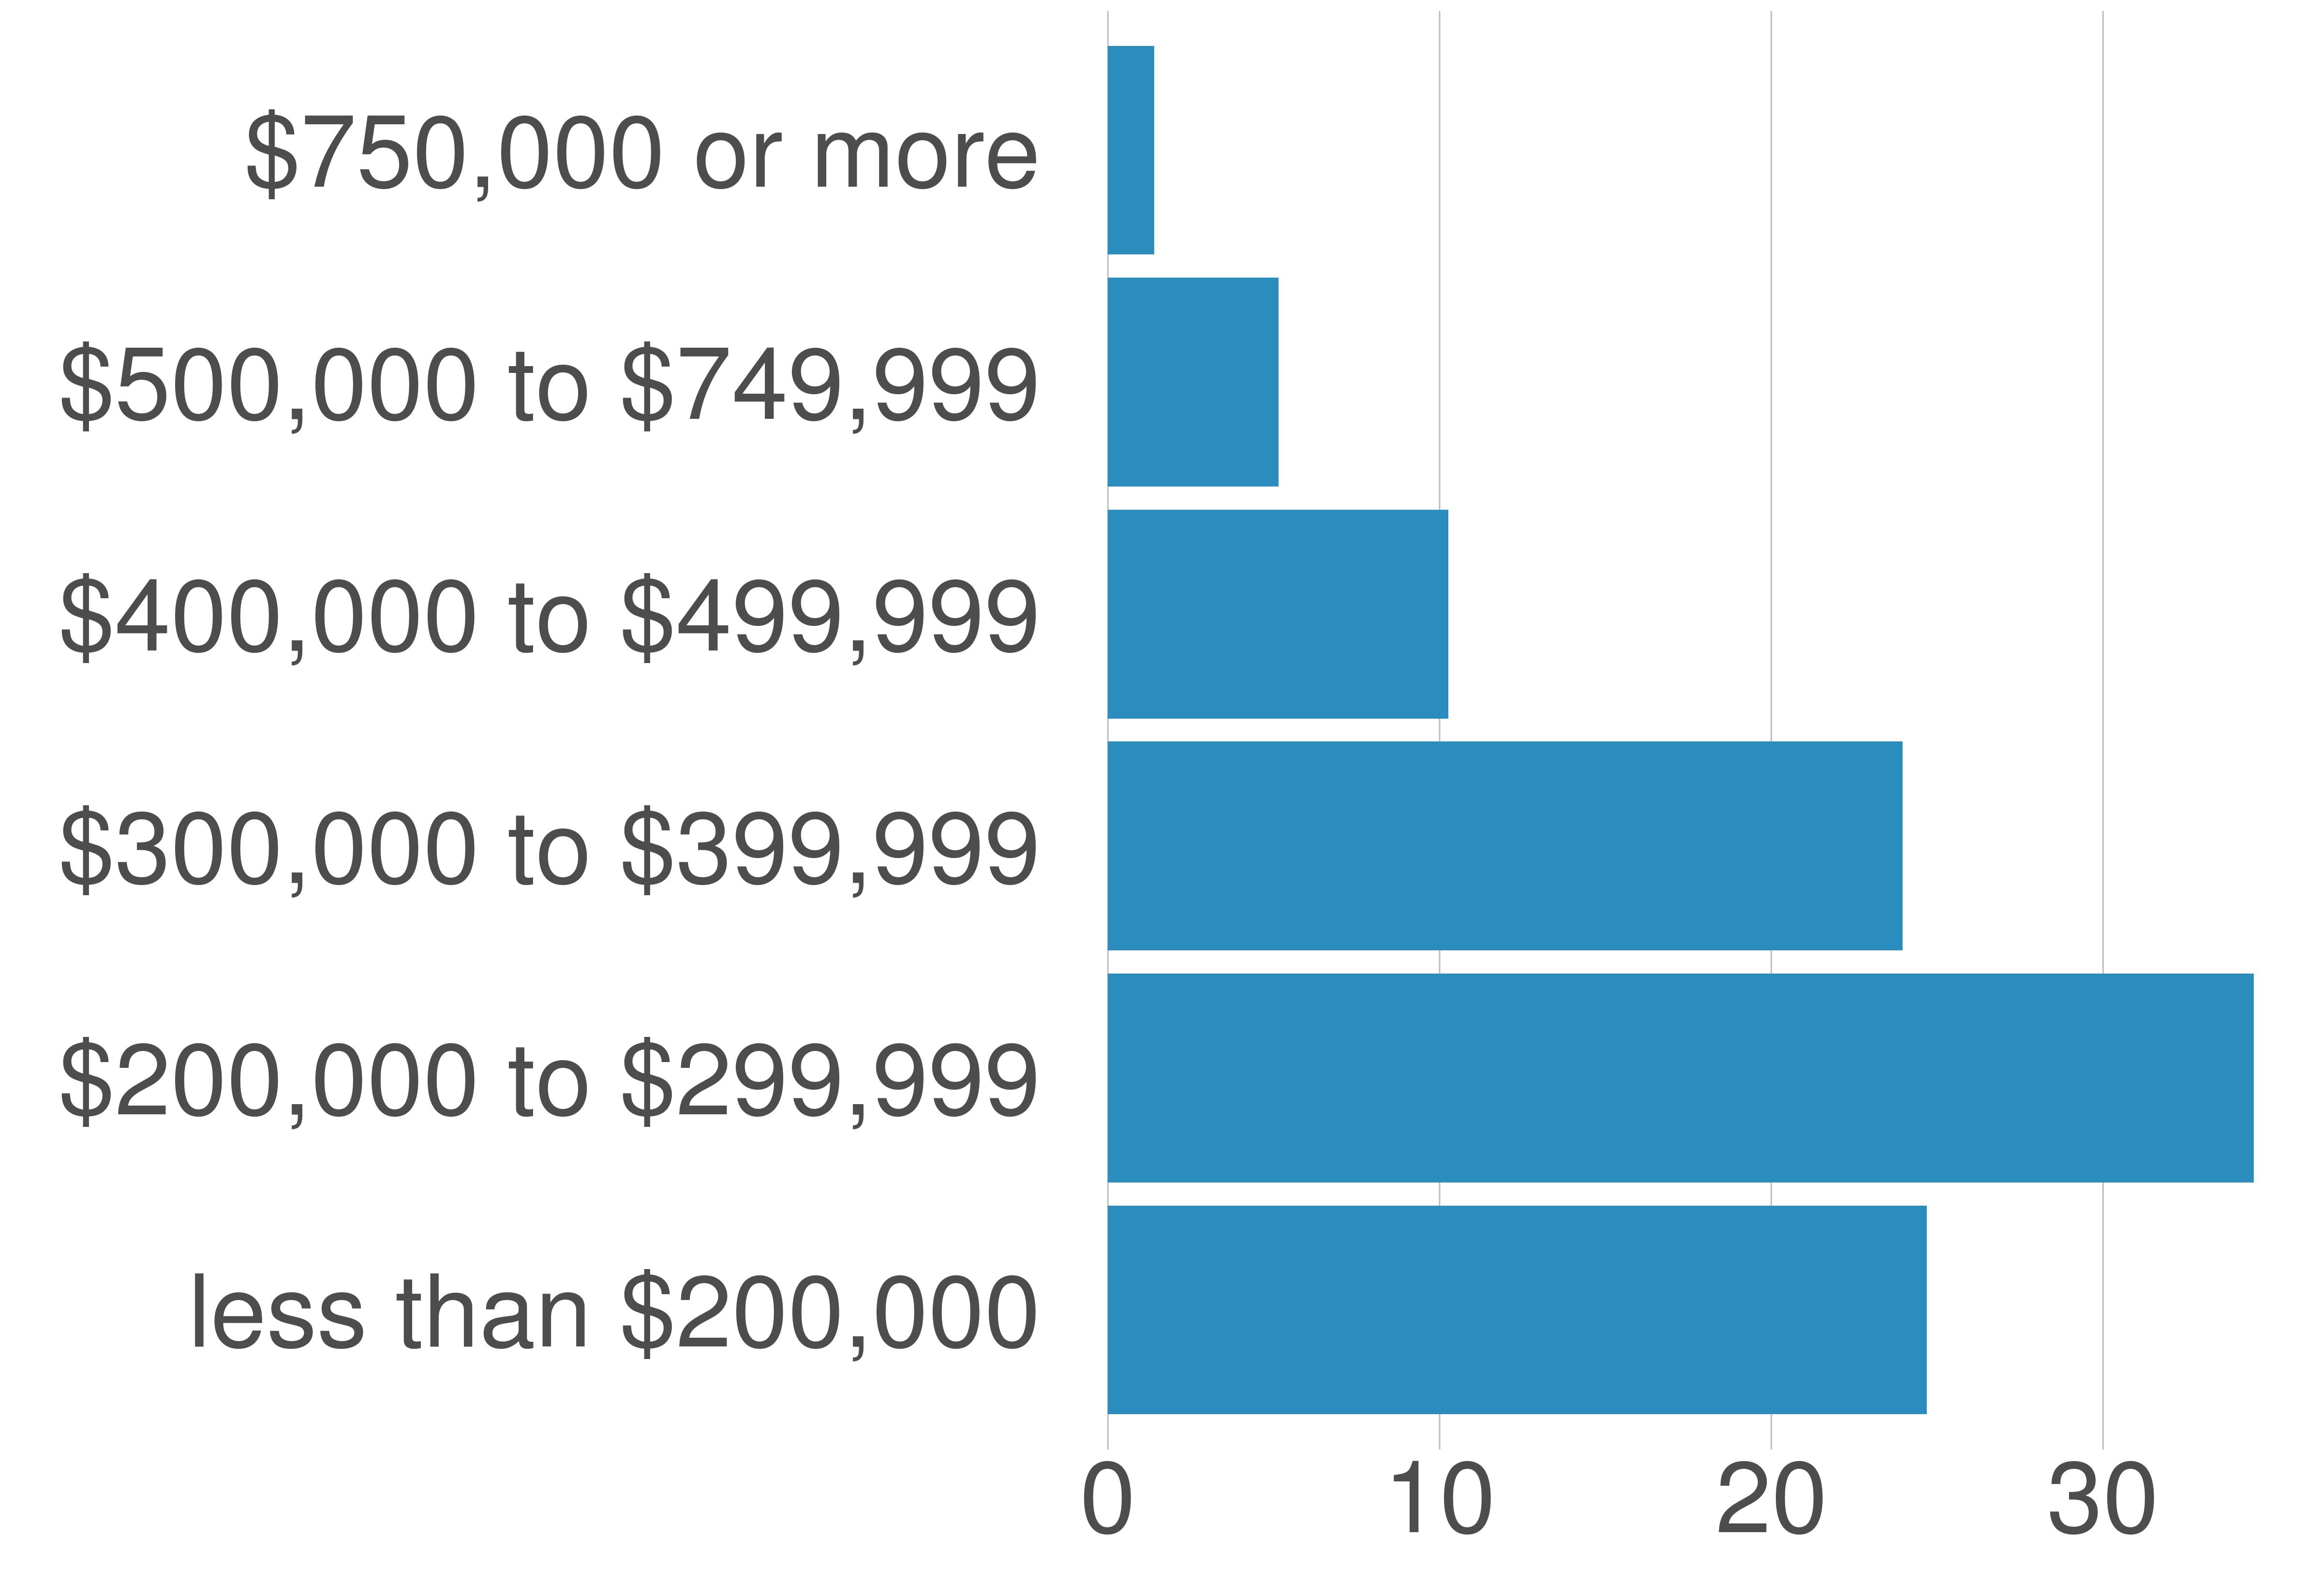 $750,000 or more
$500,000 to $749,999
$400,000 to $499,999
$300,000 to $399,999
$200,000 to $299,999
less than $200,000
0 10 20 30